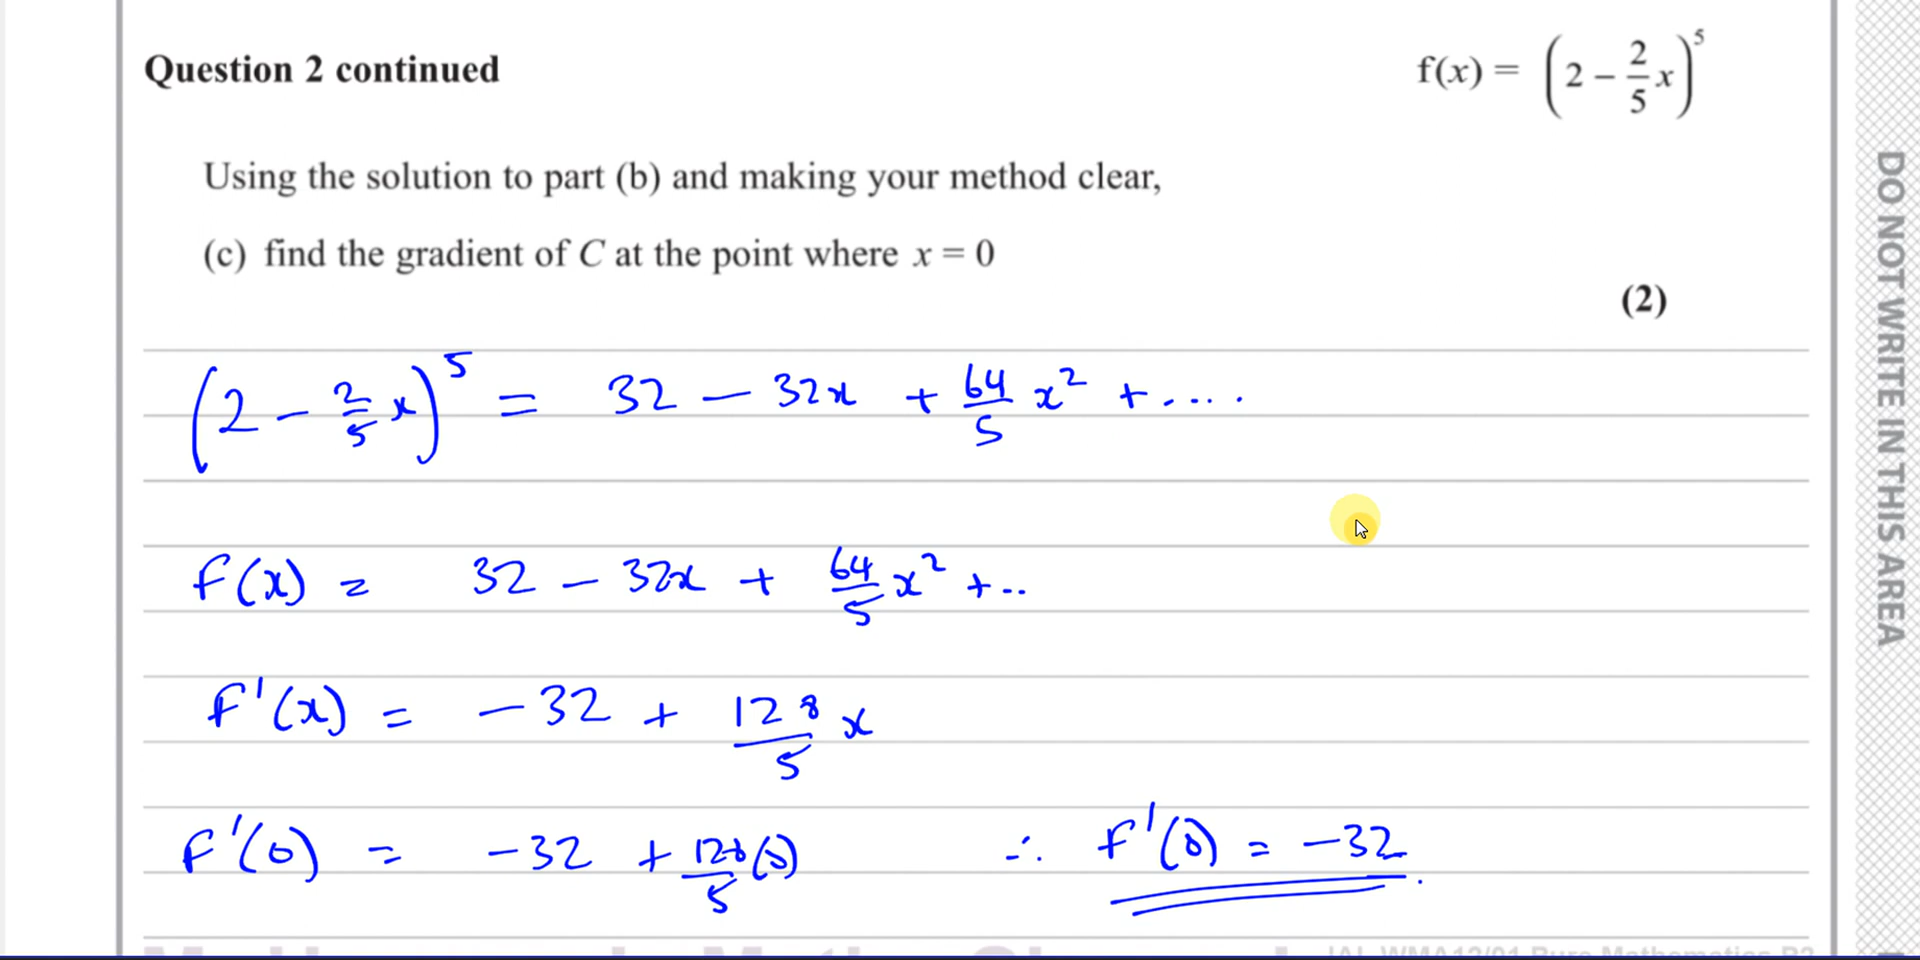 Question 2 continued f(x) = (2 − 2/5 x)^5
Using the solution to part (b) and making your method clear,
(c) find the gradient of C at the point where x = 0
(2)
(2 − 2/5 x)^5 = 32 − 32x + 64/5 x² + ....
f(x) = 32 − 32x + 64/5 x² + ..
f'(x) = −32 + 128/5 x
f'(0) = −32 + 128/5 (0) ∴ f'(0) = −32.
DO NOT WRITE IN THIS AREA